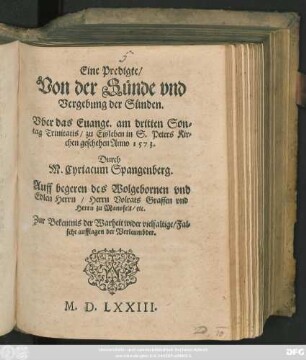 5
Eine Predigte/
Von der Sünde vnd
Vergebung der Sünden.
Vber das Euange. am dritten Son-
tag Trinitatis/ zu Eißleben in S. Peters Kir-
chen geschehen Anno 1573.
Durch
M. Cyriacum Spangenberg.
Auff begeren des Wolgebornen vnd
Edlen Herrn/ Herrn Volrats Graffen vnd
Herrn zu Mansfelt/ etc.
Zur Bekentnis der Warheit wider vielfaltige/ Fal-
sche aufflagen der Verleumbder.
M. D. LXXIII.